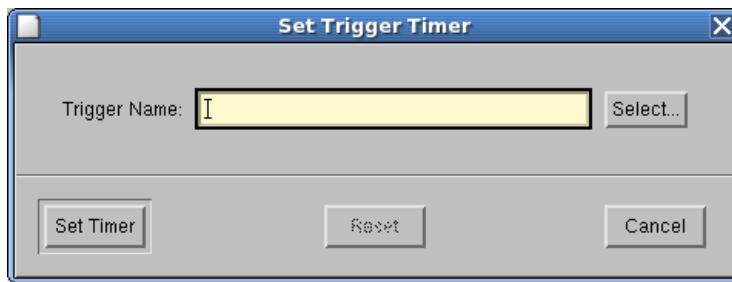 Set Trigger Timer
Trigger Name:
Select...
Set Timer
Reset
Cancel